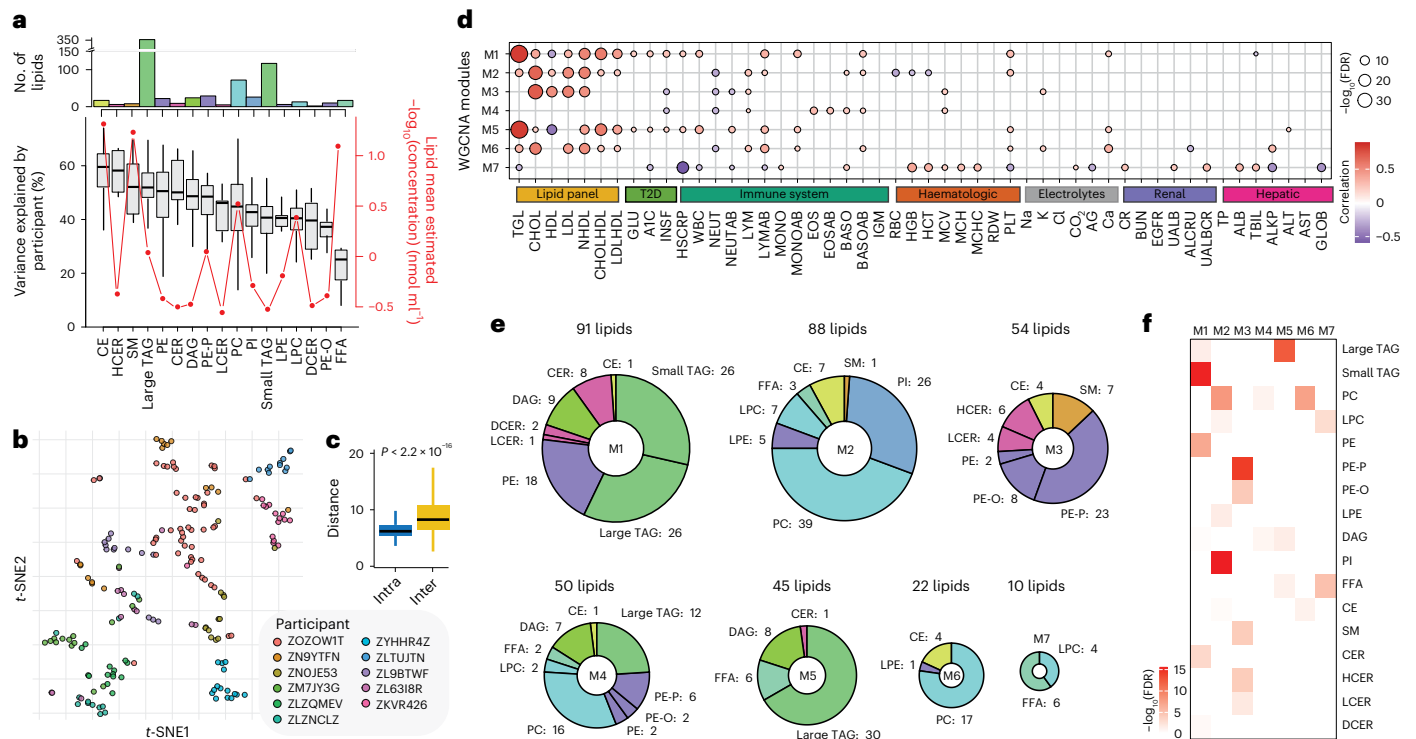 a
No. of
lipids
350
150
100
0
Variance explained by
participant (%)
60
40
20
0
1.0
0.5
0
−0.5
Lipid mean estimated
−log10(concentration) (nmol ml−1)
CE
HCER
SM
Large TAG
PE
CER
DAG
PE-P
LCER
PC
PI
Small TAG
LPE
LPC
DCER
PE-O
FFA
b
t-SNE2
t-SNE1
Participant
ZOZOW1T
ZN9YTFN
ZN0JE53
ZM7JY3G
ZLZQMEV
ZLZNCLZ
ZYHHR4Z
ZLTUJTN
ZL9BTWF
ZL63I8R
ZKVR426
c
P < 2.2 × 10−16
Distance
20
10
0
Intra
Inter
d
WGCNA modules
M1
M2
M3
M4
M5
M6
M7
Lipid panel
T2D
Immune system
Haematologic
Electrolytes
Renal
Hepatic
TGL
CHOL
HDL
LDL
NHDL
CHOLHDL
LDLHDL
GLU
A1C
INSF
HSCRP
WBC
NEUT
NEUTAB
LYM
LYMAB
MONO
MONOAB
EOS
EOSAB
BASO
BASOAB
IGM
RBC
HGB
HCT
MCV
MCH
MCHC
RDW
PLT
Na
K
Cl
CO2
AG
Ca
CR
BUN
EGFR
UALB
ALCRU
UALBCR
TP
ALB
TBIL
ALKP
ALT
AST
GLOB
−log10(FDR)
10
20
30
Correlation
0.5
0
−0.5
e
91 lipids
M1
CE: 1
Small TAG: 26
Large TAG: 26
PE: 18
LCER: 1
DCER: 2
DAG: 9
CER: 8
88 lipids
M2
SM: 1
PI: 26
PC: 39
LPE: 5
LPC: 7
FFA: 3
CE: 7
54 lipids
M3
SM: 7
PE-P: 23
PE-O: 8
PE: 2
LCER: 4
HCER: 6
CE: 4
50 lipids
M4
CE: 1
Large TAG: 12
PE-P: 6
PE-O: 2
PE: 2
PC: 16
LPC: 2
FFA: 2
DAG: 7
45 lipids
M5
CER: 1
Large TAG: 30
FFA: 6
DAG: 8
22 lipids
M6
CE: 4
LPE: 1
PC: 17
10 lipids
M7
LPC: 4
FFA: 6
f
M1 M2 M3 M4 M5 M6 M7
Large TAG
Small TAG
PC
LPC
PE
PE-P
PE-O
LPE
DAG
PI
FFA
CE
SM
CER
HCER
LCER
DCER
−log10(FDR)
15
10
5
0